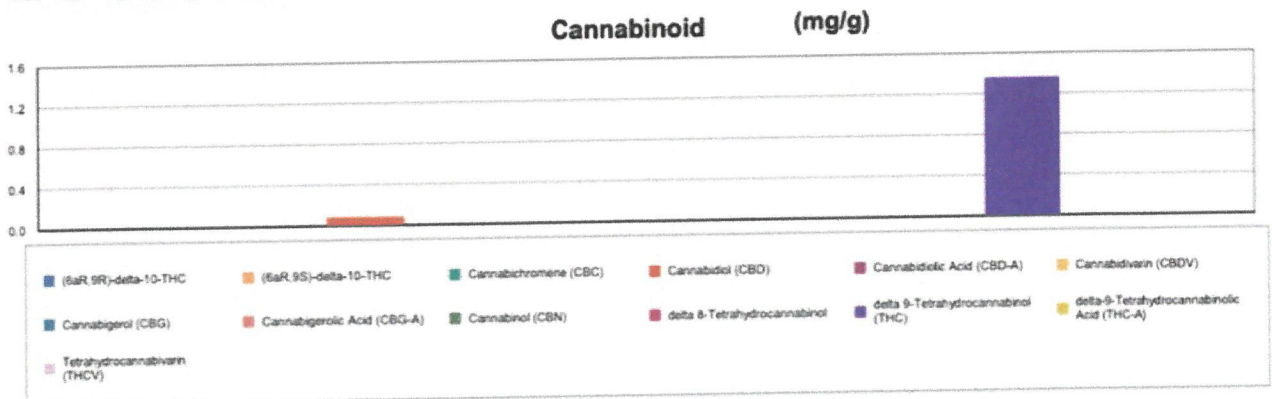 Cannabinoid (mg/g)
1.6
1.2
0.8
0.4
0.0
(6aR,9R)-delta-10-THC (6aR,9S)-delta-10-THC Cannabichromene (CBC) Cannabidiol (CBD) Cannabidiolic Acid (CBD-A) Cannabidivarin (CBDV)
Cannabigerol (CBG) Cannabigerolic Acid (CBG-A) Cannabinol (CBN) delta 8-Tetrahydrocannabinol delta 9-Tetrahydrocannabinol delta-9-Tetrahydrocannabinolic
(THC) Acid (THC-A)
Tetrahydrocannabivarin
(THCV)